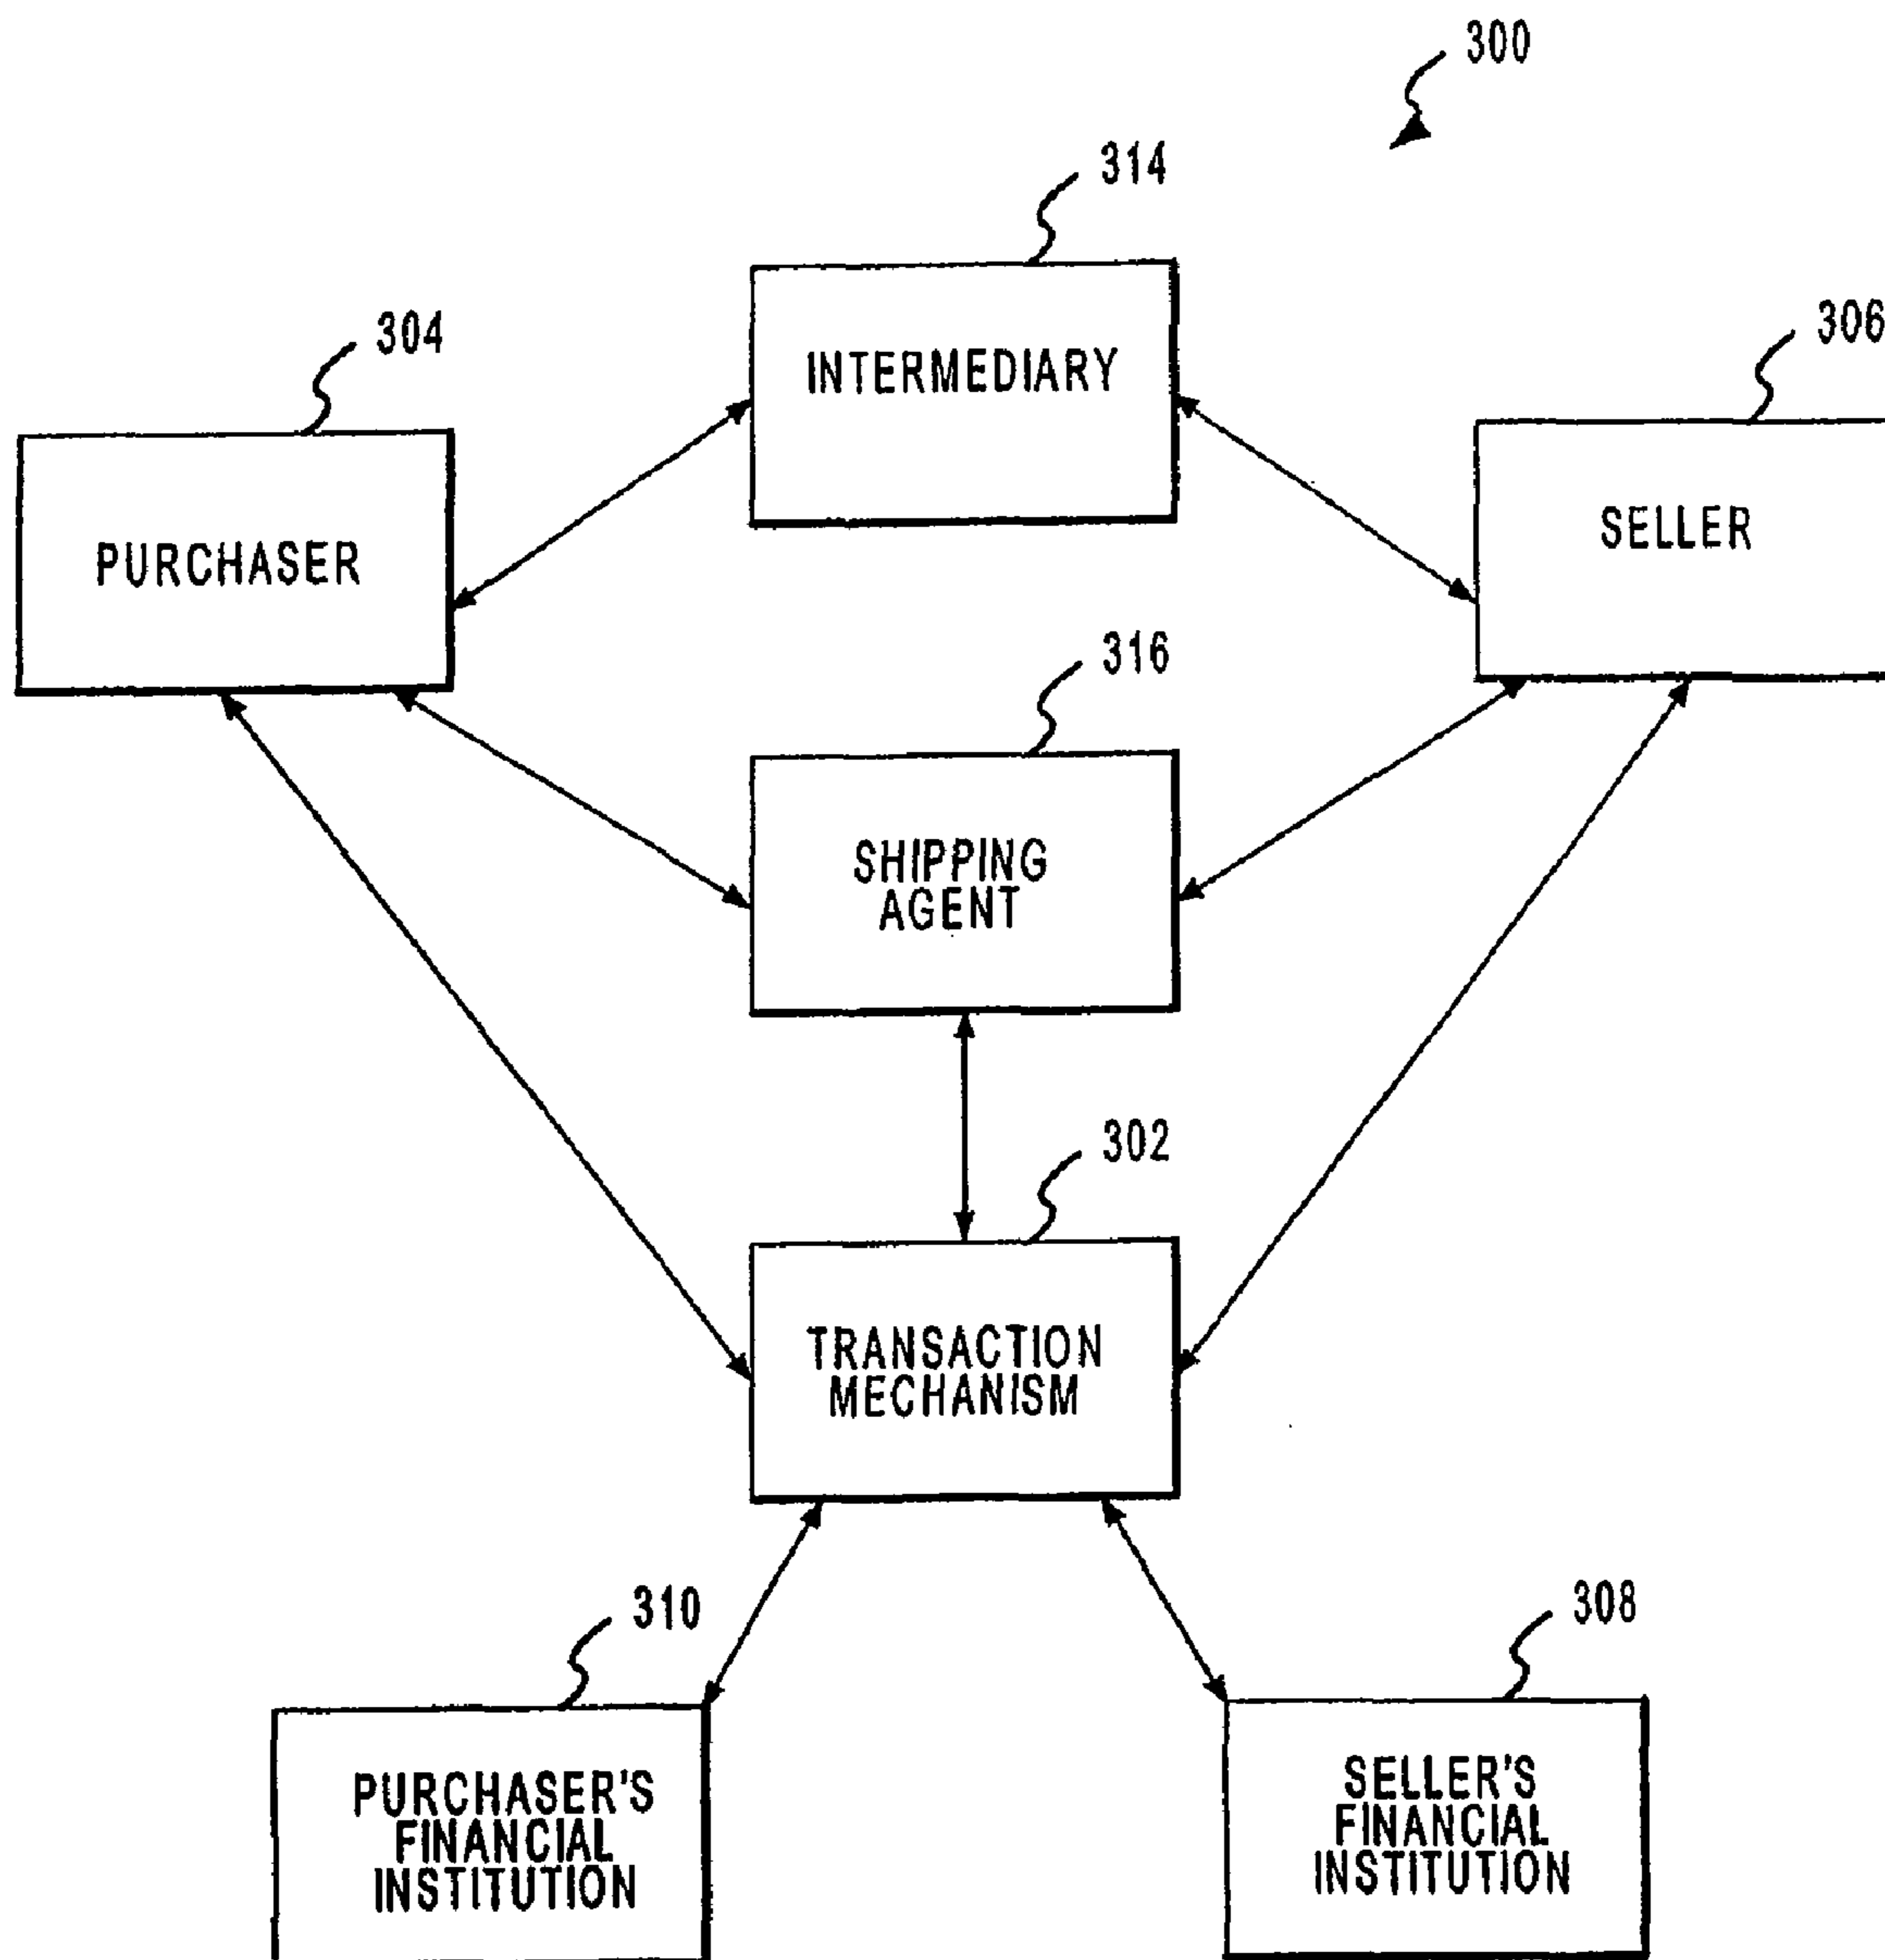 300
314
INTERMEDIARY
304
PURCHASER
306
SELLER
316
SHIPPING
AGENT
302
TRANSACTION
MECHANISM
310
PURCHASER'S
FINANCIAL
INSTITUTION
308
SELLER'S
FINANCIAL
INSTITUTION